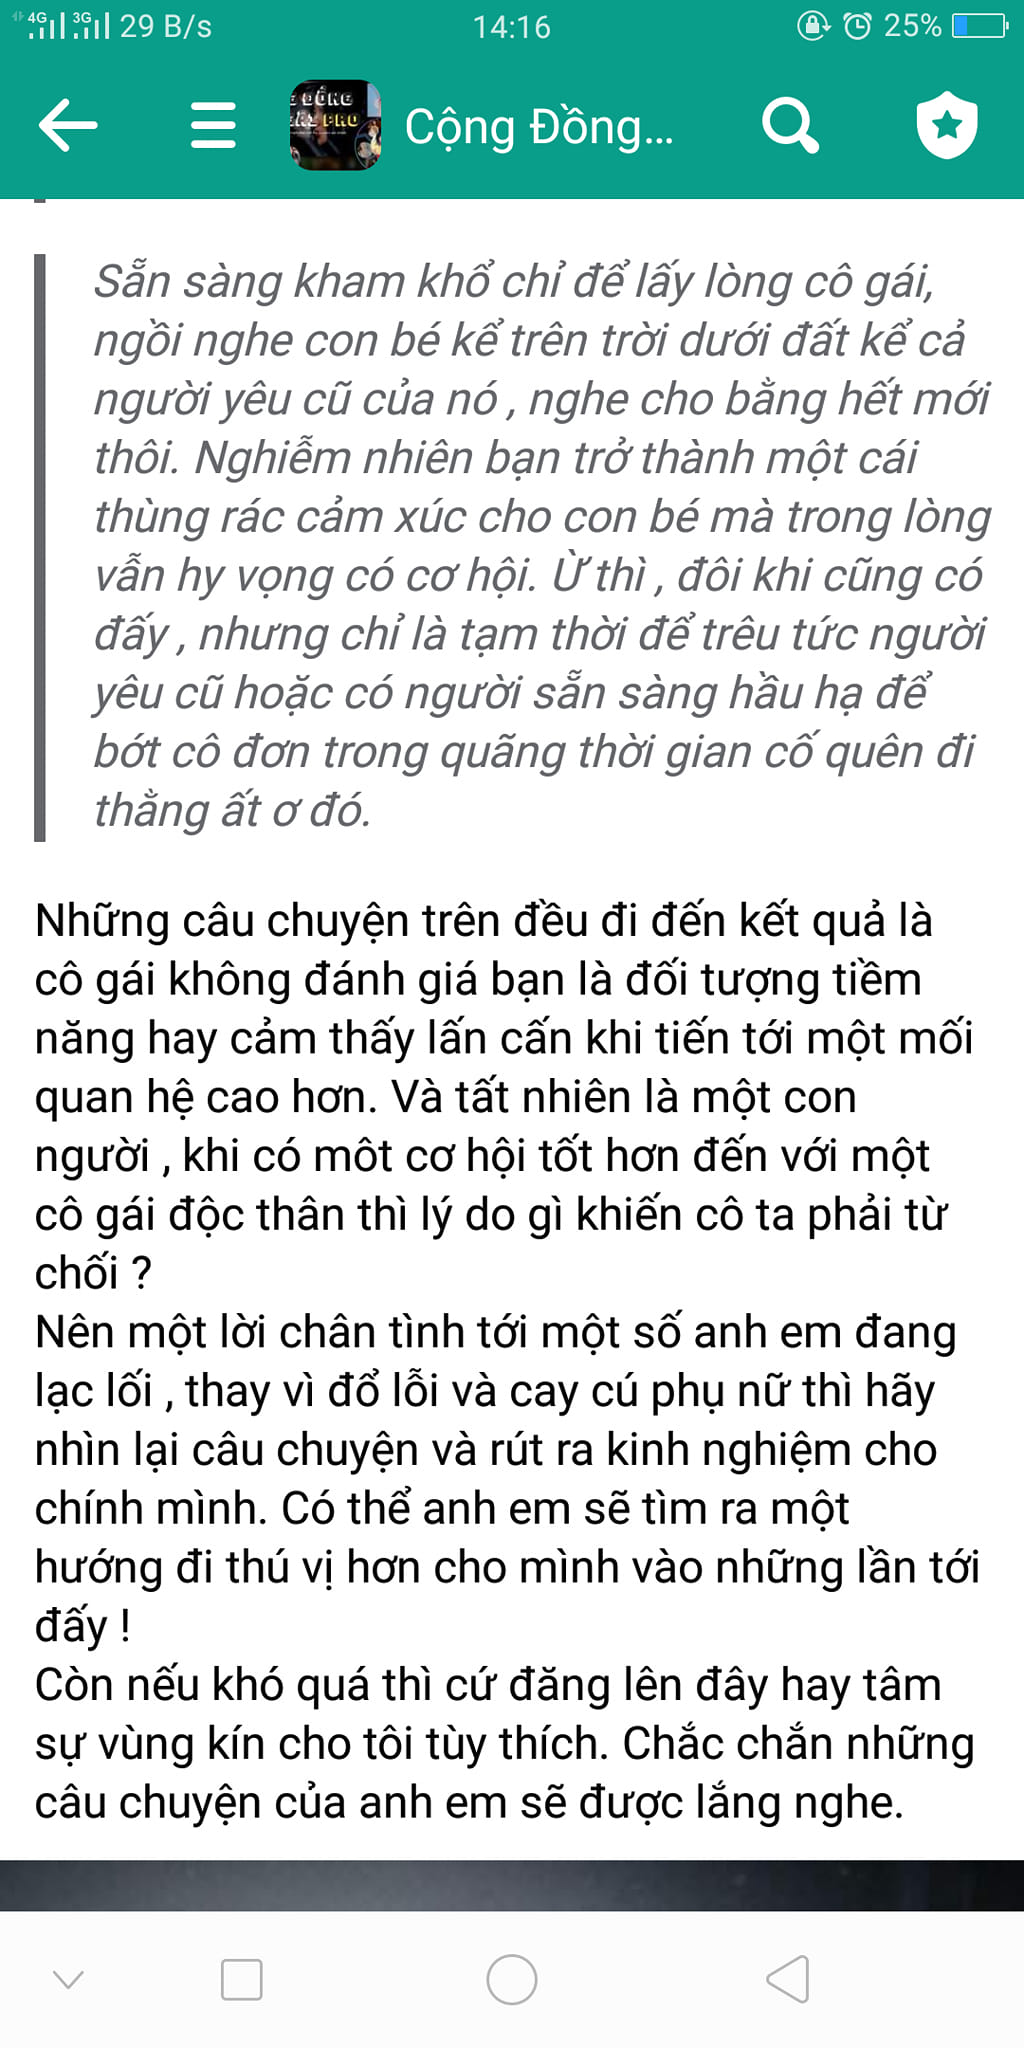 4G 3G 29 B/s 14:16 25%
ĐỒNG
PRO
Cộng Đồng...
Sẵn sàng kham khổ chỉ để lấy lòng cô gái,
ngồi nghe con bé kể trên trời dưới đất kể cả
người yêu cũ của nó , nghe cho bằng hết mới
thôi. Nghiễm nhiên bạn trở thành một cái
thùng rác cảm xúc cho con bé mà trong lòng
vẫn hy vọng có cơ hội. Ừ thì , đôi khi cũng có
đấy , nhưng chỉ là tạm thời để trêu tức người
yêu cũ hoặc có người sẵn sàng hầu hạ để
bớt cô đơn trong quãng thời gian cố quên đi
thằng ất ơ đó.
Những câu chuyện trên đều đi đến kết quả là
cô gái không đánh giá bạn là đối tượng tiềm
năng hay cảm thấy lấn cấn khi tiến tới một mối
quan hệ cao hơn. Và tất nhiên là một con
người , khi có môt cơ hội tốt hơn đến với một
cô gái độc thân thì lý do gì khiến cô ta phải từ
chối ?
Nên một lời chân tình tới một số anh em đang
lạc lối , thay vì đổ lỗi và cay cú phụ nữ thì hãy
nhìn lại câu chuyện và rút ra kinh nghiệm cho
chính mình. Có thể anh em sẽ tìm ra một
hướng đi thú vị hơn cho mình vào những lần tới
đấy !
Còn nếu khó quá thì cứ đăng lên đây hay tâm
sự vùng kín cho tôi tùy thích. Chắc chắn những
câu chuyện của anh em sẽ được lắng nghe.